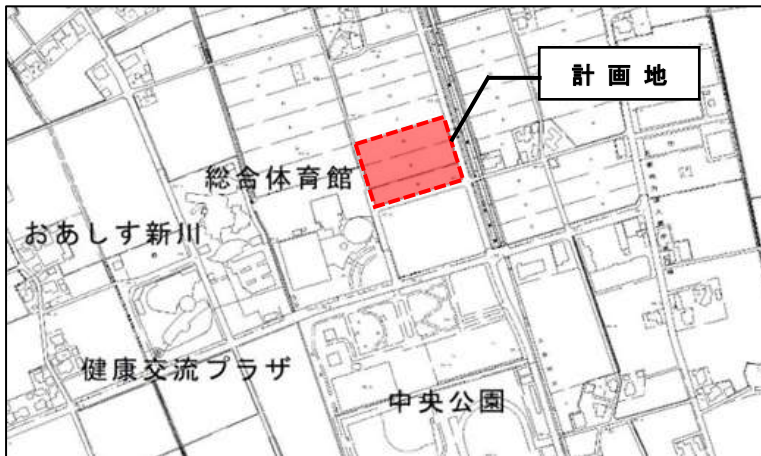 計画地
総合体育館
おあしす新川
健康交流プラザ
中央公園